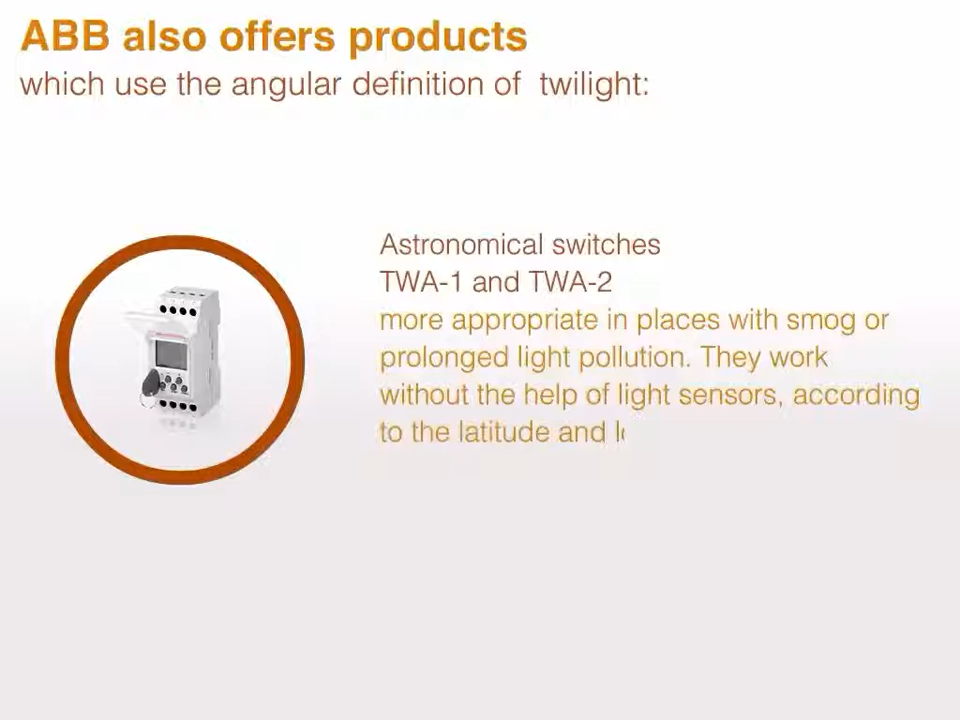 ABB also offers products
which use the angular definition of twilight:
Astronomical switches
TWA-1 and TWA-2
more appropriate in places with smog or
prolonged light pollution. They work
without the help of light sensors, according
to the latitude and